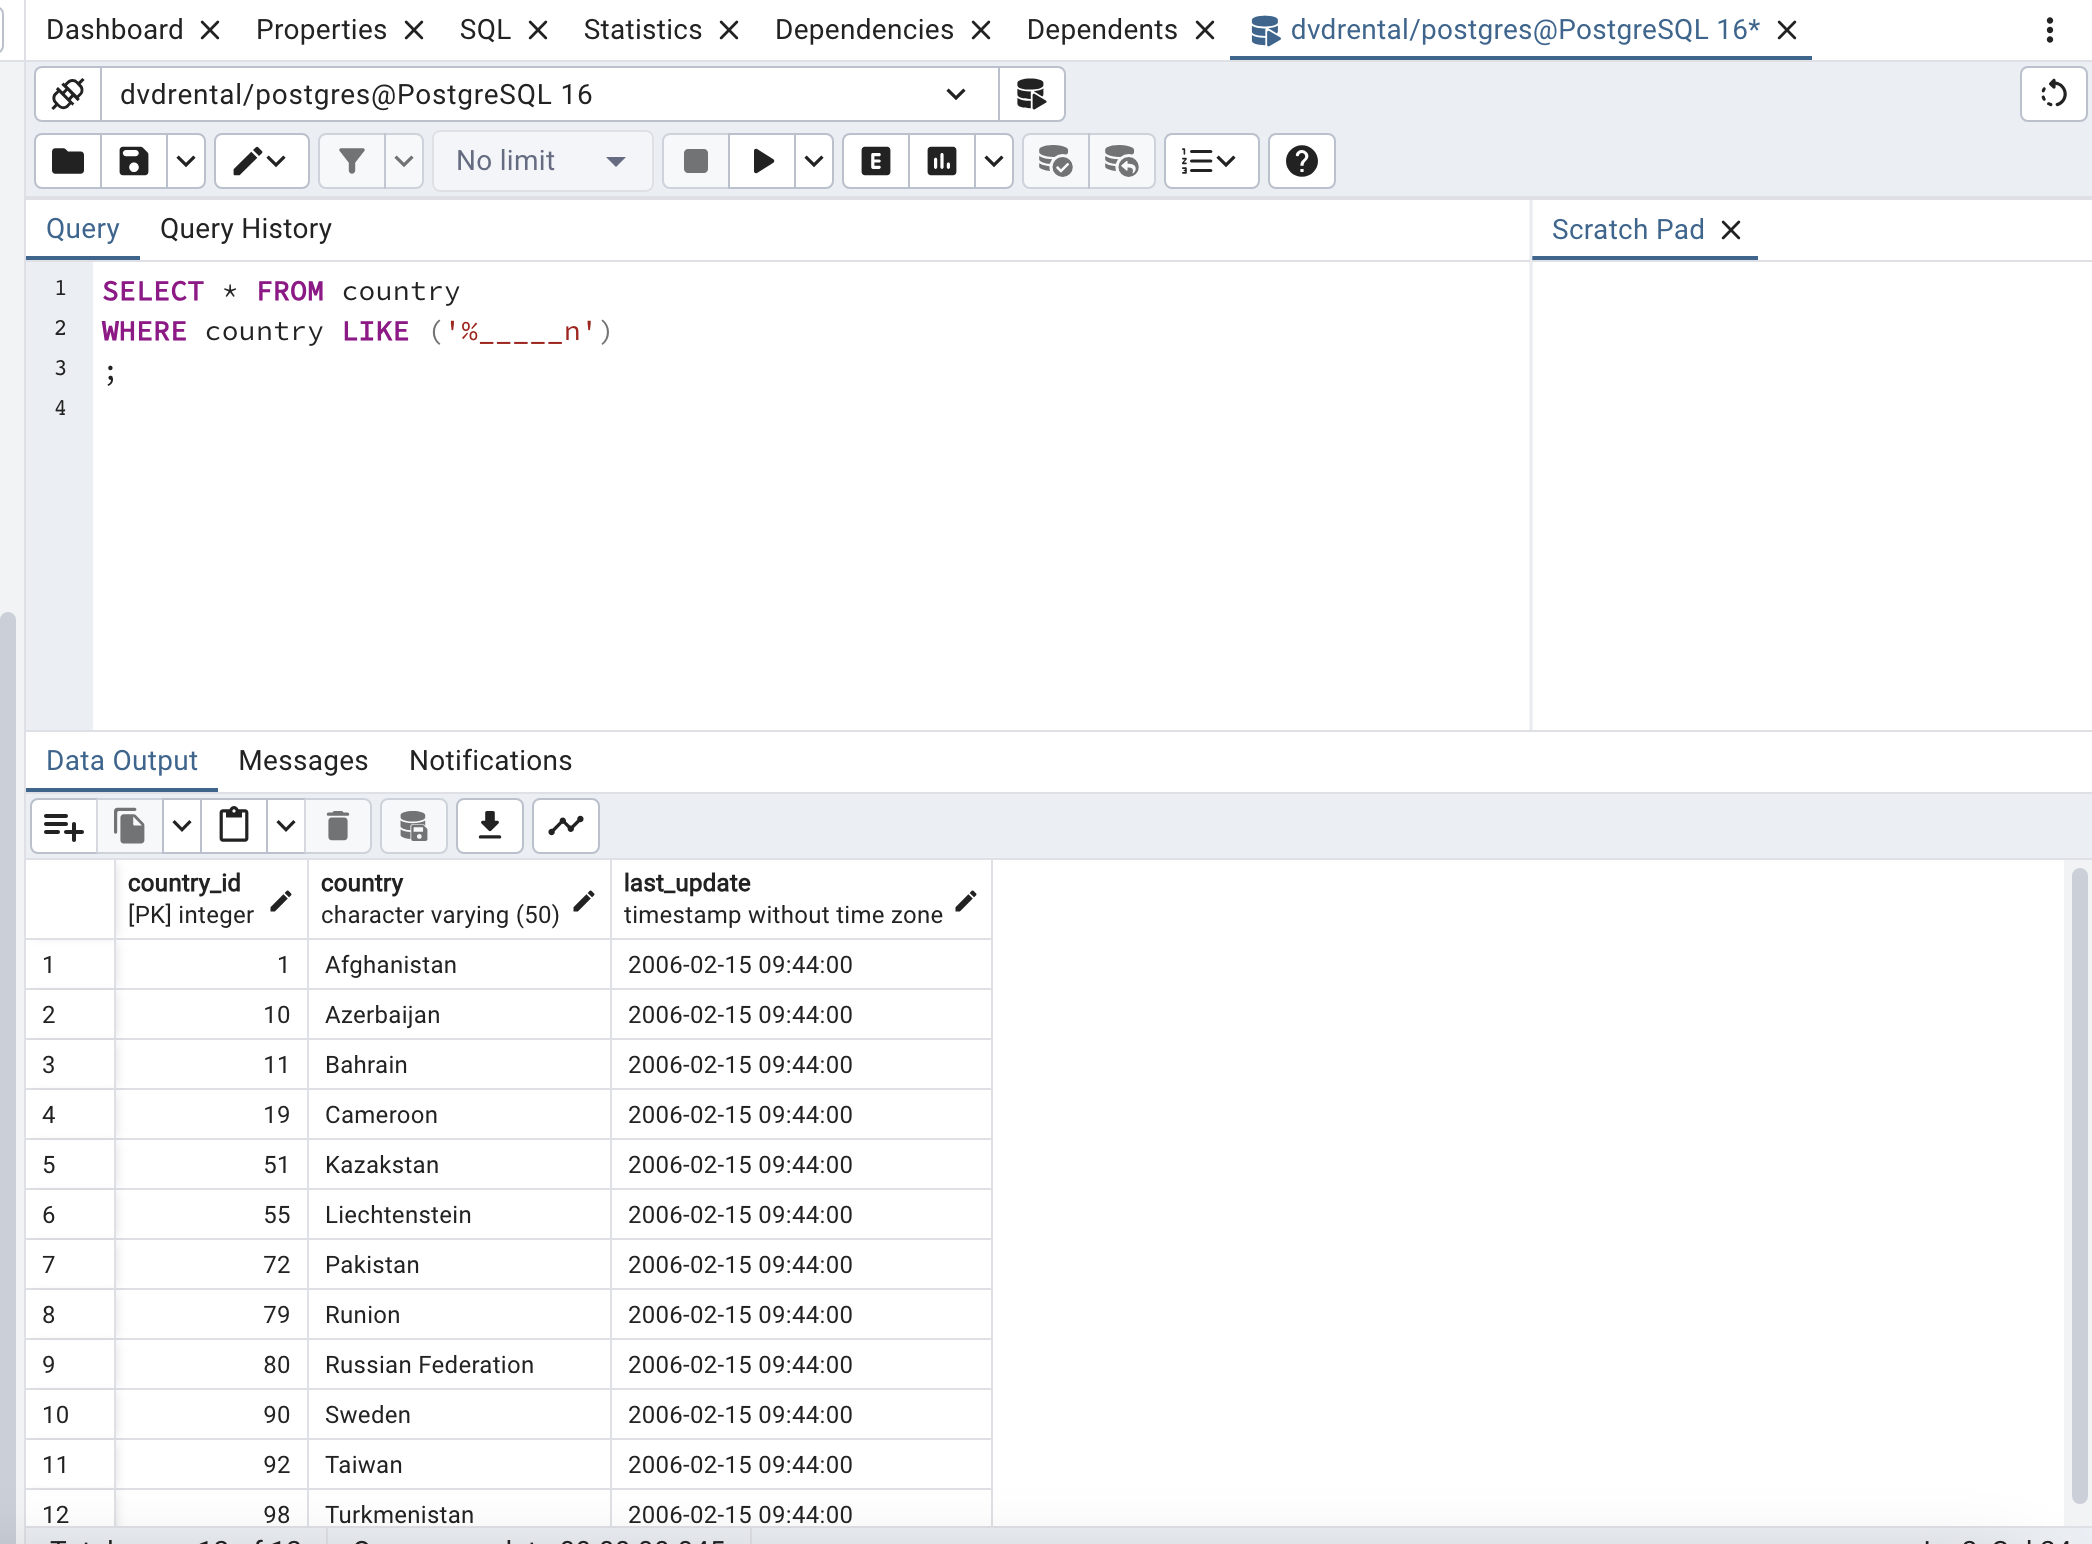 Dashboard Properties SQL Statistics Dependencies Dependents dvdrental/postgres@PostgreSQL 16*
dvdrental/postgres@PostgreSQL 16
No limit E
Query Query History Scratch Pad
1 SELECT * FROM country
2 WHERE country LIKE ('%_____n')
3 ;
4
Data Output Messages Notifications
country_id country last_update
[PK] integer character varying (50) timestamp without time zone
1 1 Afghanistan 2006-02-15 09:44:00
2 10 Azerbaijan 2006-02-15 09:44:00
3 11 Bahrain 2006-02-15 09:44:00
4 19 Cameroon 2006-02-15 09:44:00
5 51 Kazakstan 2006-02-15 09:44:00
6 55 Liechtenstein 2006-02-15 09:44:00
7 72 Pakistan 2006-02-15 09:44:00
8 79 Runion 2006-02-15 09:44:00
9 80 Russian Federation 2006-02-15 09:44:00
10 90 Sweden 2006-02-15 09:44:00
11 92 Taiwan 2006-02-15 09:44:00
12 98 Turkmenistan 2006-02-15 09:44:00